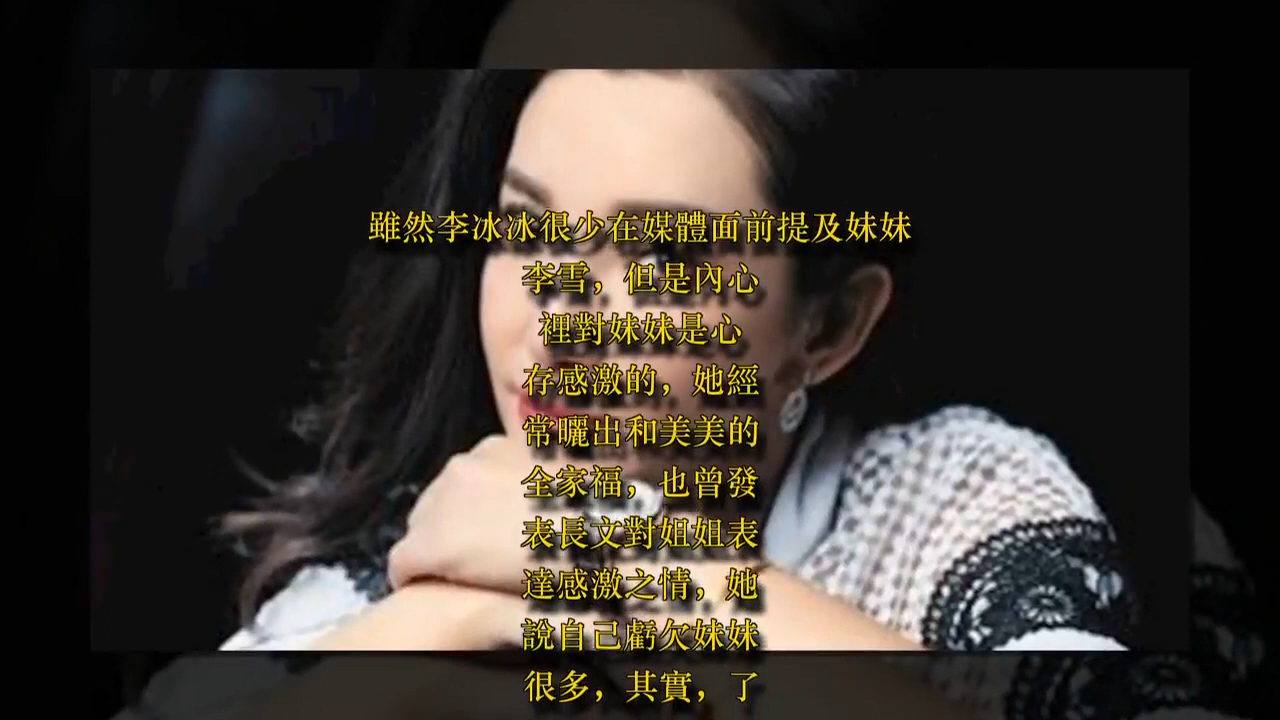 雖然李冰冰很少在媒體面前提及妹妹
李雪，但是內心
裡對妹妹是心
存感激的，她經
常曬出和美美的
全家福，也曾發
表長文對姐姐表
達感激之情，她
說自己虧欠妹妹
很多，其實，了